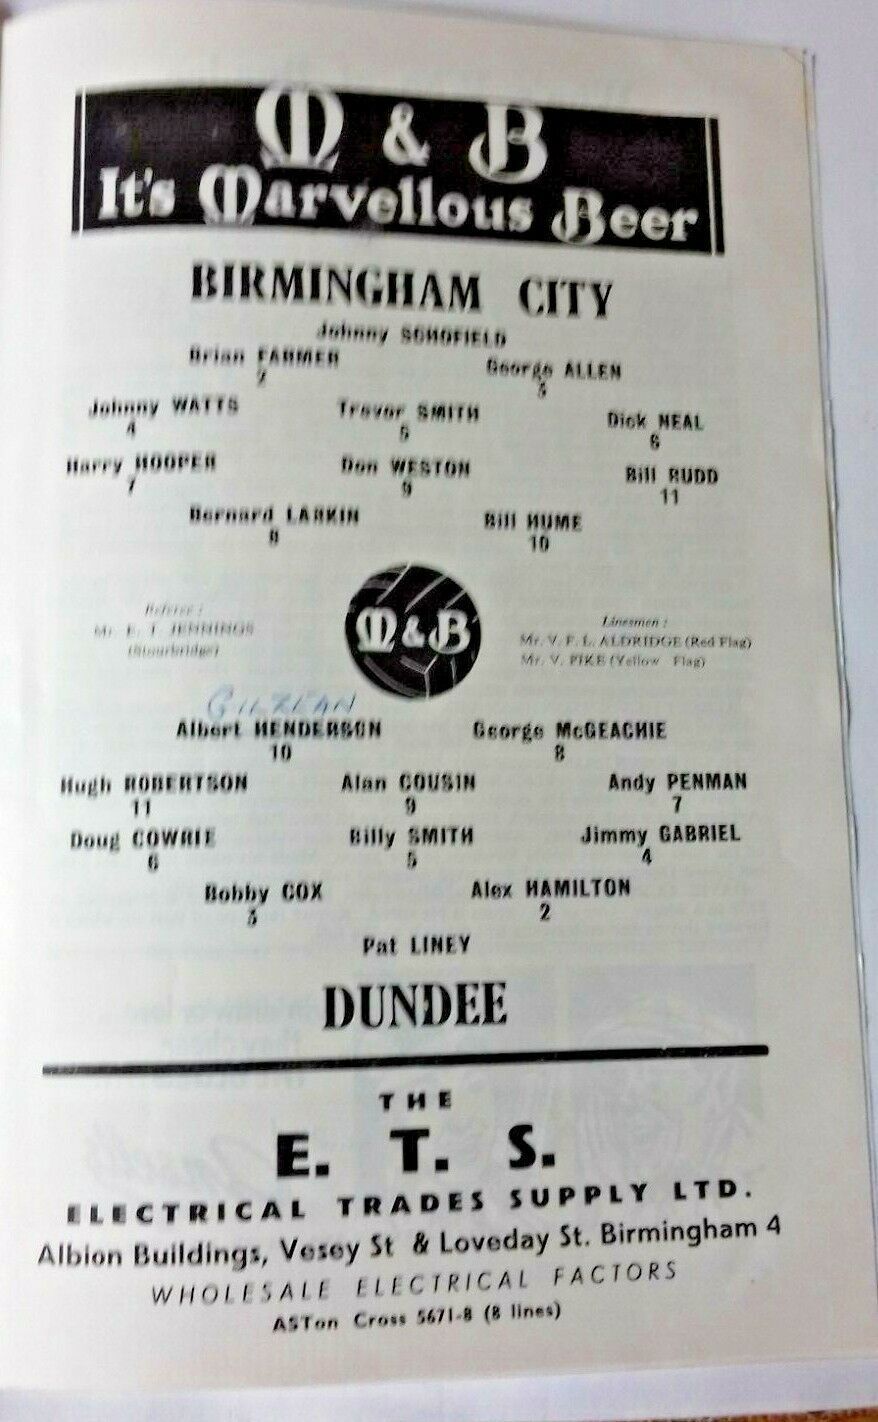 M & B
It's Marvellous Beer
BIRMINGHAM CITY
Johnny SCHOFIELD
Brian FARMER George ALLEN
2 3
Johnny WATTS Trevor SMITH Dick NEAL
4 5 6
Harry HOOPER Don WESTON Bill RUDD
7 9 11
Bernard LARKIN Bill HUME
8 10
Referee : Linesmen :
Mr. E. T. JENNINGS M & B Mr. V. F. L. ALDRIDGE (Red Flag)
(Stourbridge) Mr. V. PIKE (Yellow Flag)
GILZEAN
Albert HENDERSON George McGEACHIE
10 8
Hugh ROBERTSON Alan COUSIN Andy PENMAN
11 9 7
Doug COWRIE Billy SMITH Jimmy GABRIEL
6 5 4
Bobby COX Alex HAMILTON
3 2
Pat LINEY
DUNDEE
THE
E. T. S.
ELECTRICAL TRADES SUPPLY LTD.
Albion Buildings, Vesey St & Loveday St. Birmingham 4
WHOLESALE ELECTRICAL FACTORS
ASTon Cross 5671-8 (8 lines)